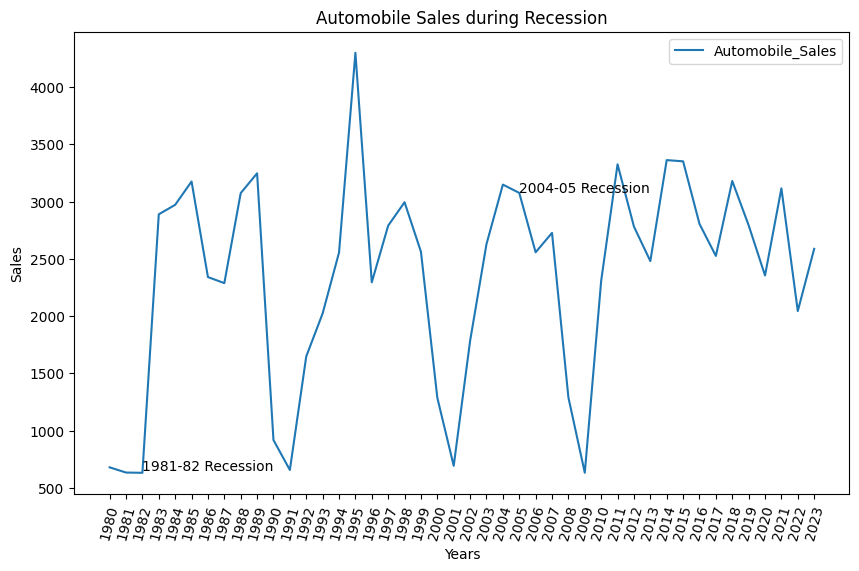 Automobile Sales during Recession
Automobile_Sales
4000
3500
3000
2500
2000
1500
1000
500
Sales
2004-05 Recession
1981-82 Recession
1980 1981 1982 1983 1984 1985 1986 1987 1988 1989 1990 1991 1992 1993 1994 1995 1996 1997 1998 1999 2000 2001 2002 2003 2004 2005 2006 2007 2008 2009 2010 2011 2012 2013 2014 2015 2016 2017 2018 2019 2020 2021 2022 2023
Years